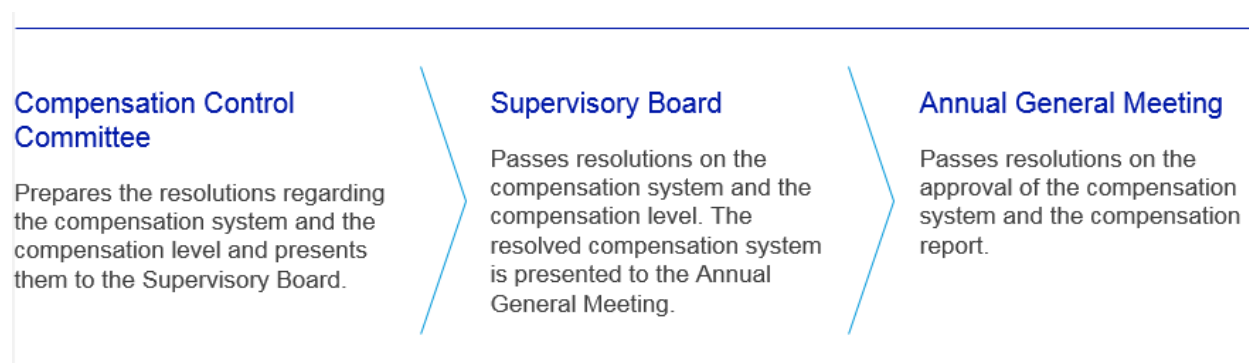 Compensation Control
Committee
Prepares the resolutions regarding
the compensation system and the
compensation level and presents
them to the Supervisory Board.
Supervisory Board
Passes resolutions on the
compensation system and the
compensation level. The
resolved compensation system
is presented to the Annual
General Meeting.
Annual General Meeting
Passes resolutions on the
approval of the compensation
system and the compensation
report.